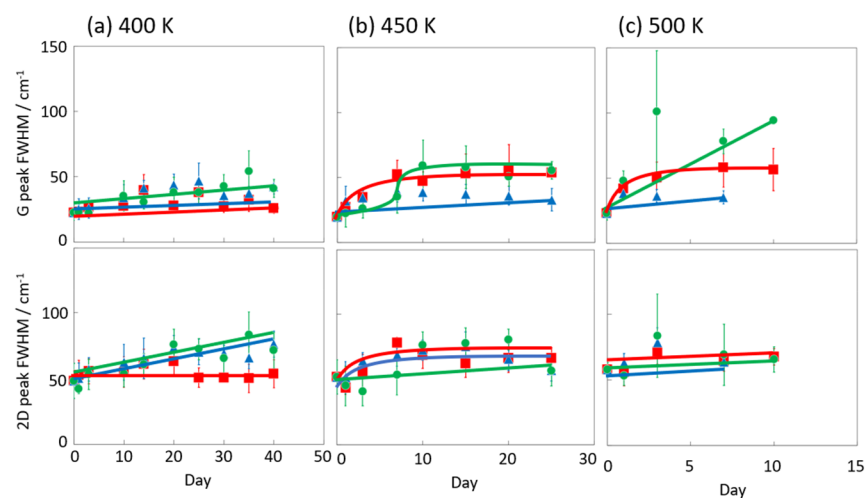 (a) 400 K (b) 450 K (c) 500 K
G peak FWHM / cm⁻¹
150
100
50
0
2D peak FWHM / cm⁻¹
100
50
0
0 10 20 30 40 50
0 10 20 30
0 5 10 15
Day Day Day